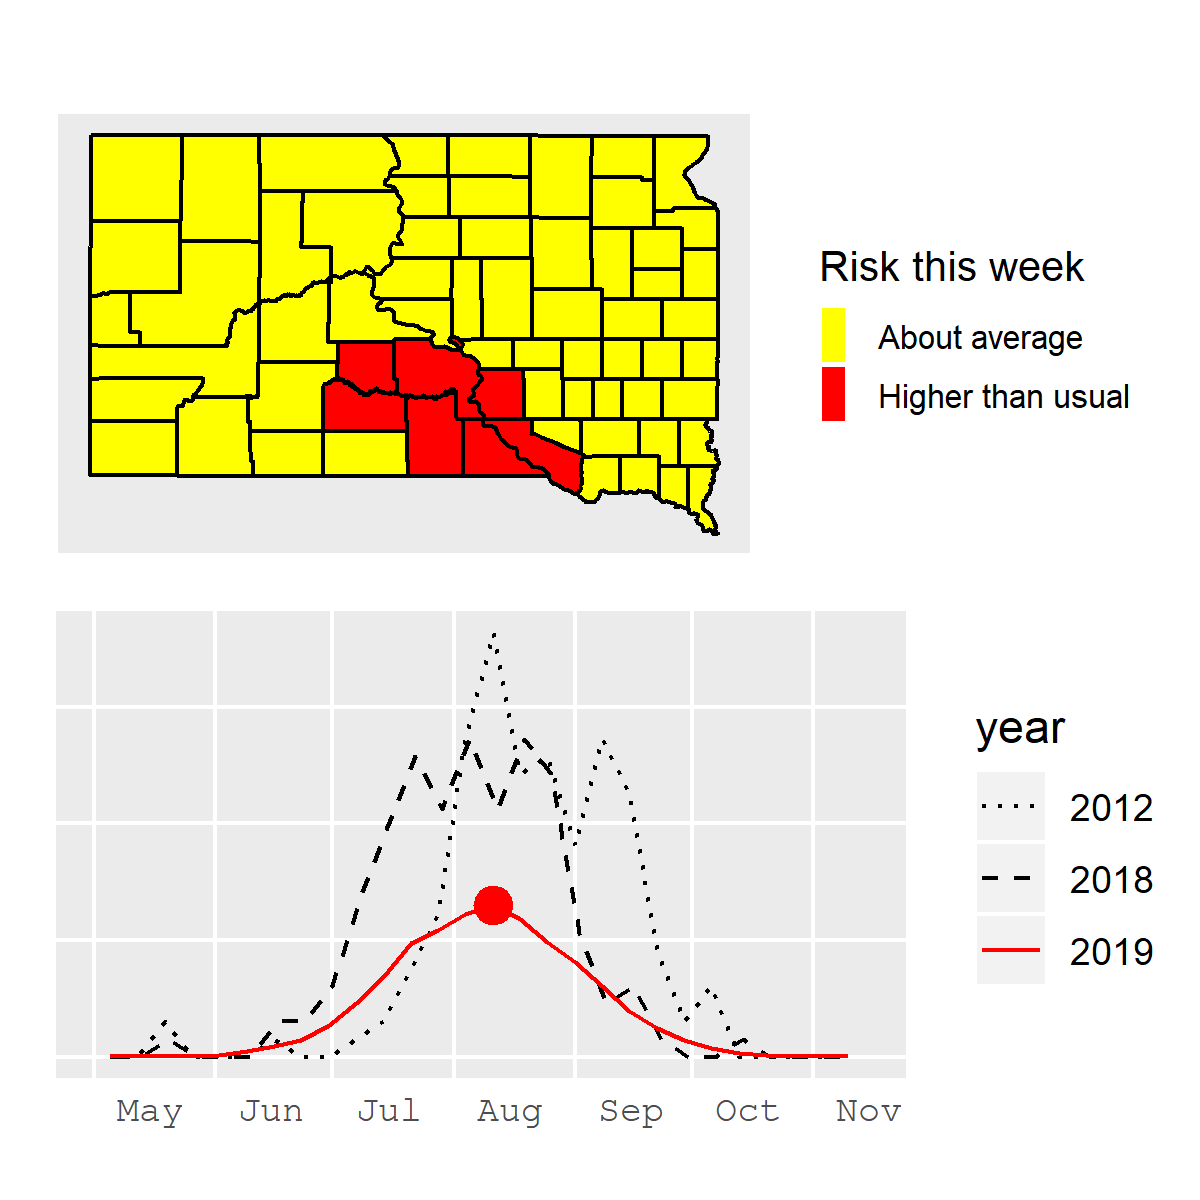 Risk this week
About average
Higher than usual
year
2012
2018
2019
May Jun Jul Aug Sep Oct Nov